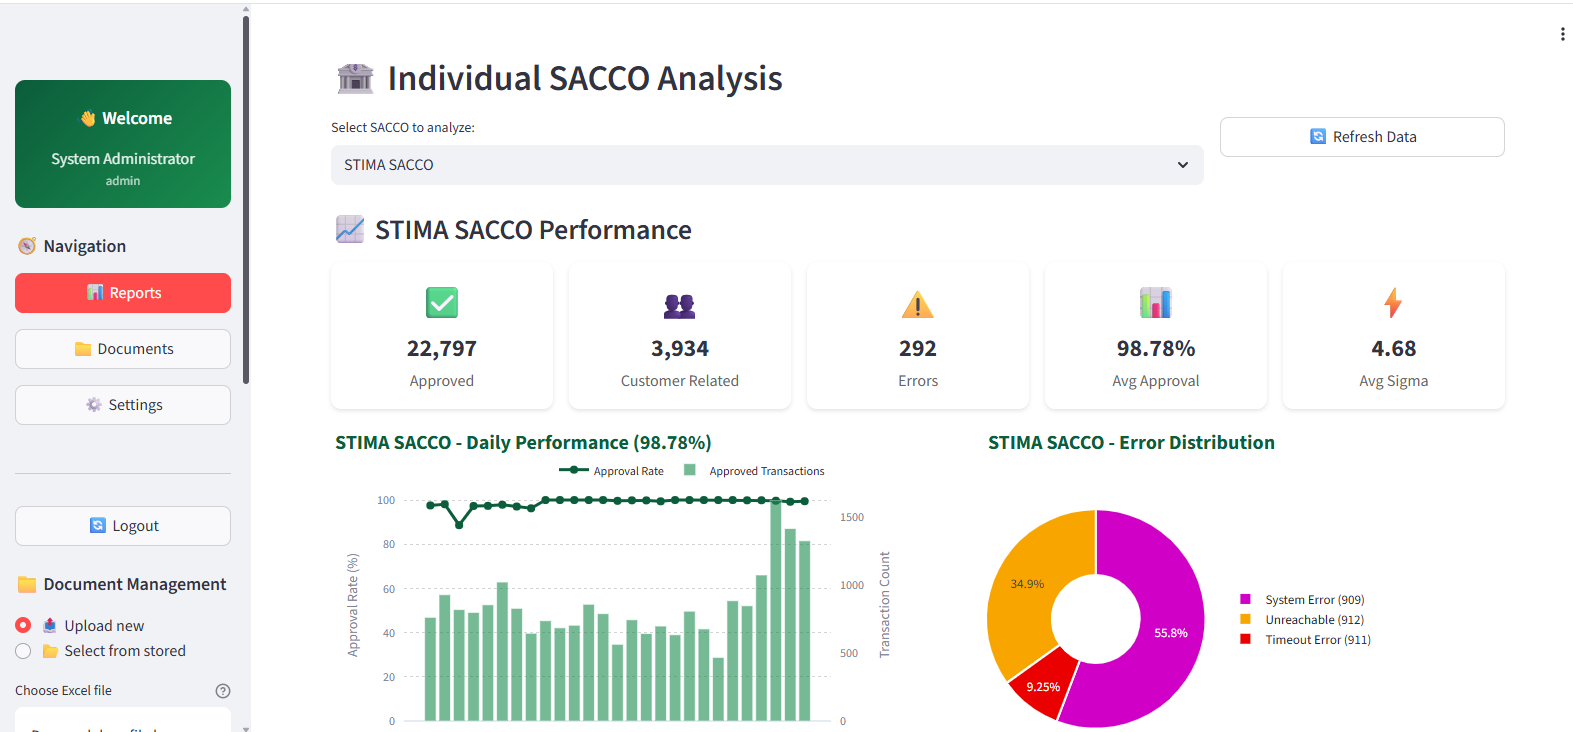 Welcome
System Administrator
admin
Navigation
Reports
Documents
Settings
Logout
Document Management
Upload new
Select from stored
Choose Excel file
?
Individual SACCO Analysis
Select SACCO to analyze:
STIMA SACCO
Refresh Data
STIMA SACCO Performance
22,797
Approved
3,934
Customer Related
292
Errors
98.78%
Avg Approval
4.68
Avg Sigma
STIMA SACCO - Daily Performance (98.78%)
Approval Rate
Approved Transactions
100
80
60
40
20
0
Approval Rate (%)
1500
1000
500
0
Transaction Count
STIMA SACCO - Error Distribution
34.9%
55.8%
9.25%
System Error (909)
Unreachable (912)
Timeout Error (911)